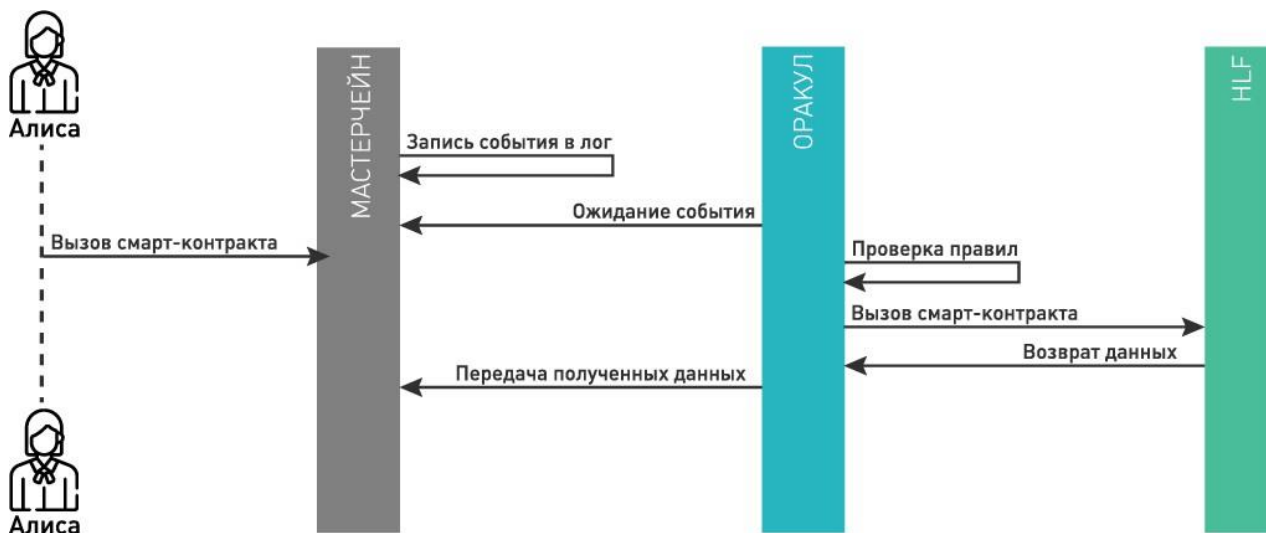 Алиса
МАСТЕРЧЕЙН
ОРАКУЛ
HLF
Запись события в лог
Ожидание события
Вызов смарт-контракта
Проверка правил
Вызов смарт-контракта
Возврат данных
Передача полученных данных
Алиса